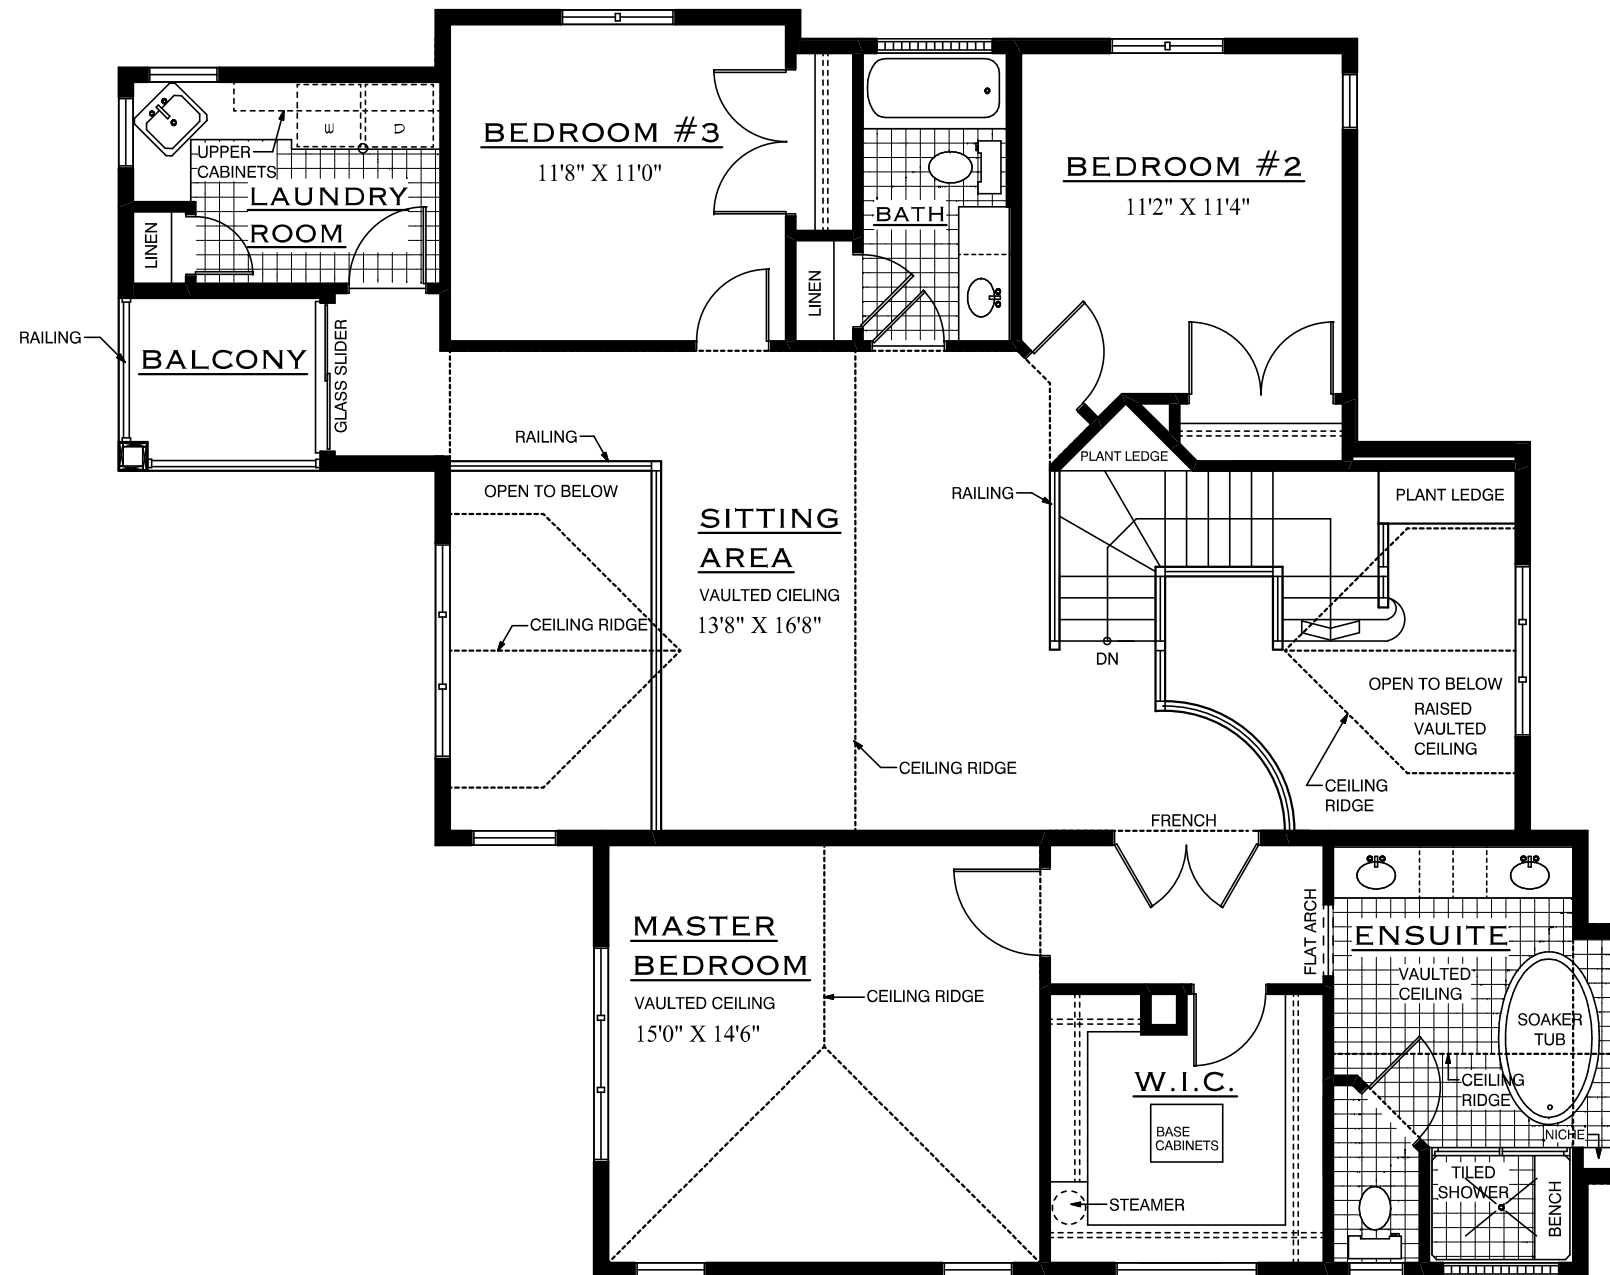 BEDROOM #3
11'8" X 11'0"
BEDROOM #2
11'2" X 11'4"
UPPER
CABINETS
LAUNDRY
ROOM
LINEN
BATH
LINEN
RAILING
BALCONY
GLASS SLIDER
RAILING
OPEN TO BELOW
SITTING
AREA
VAULTED CIELING
13'8" X 16'8"
CEILING RIDGE
RAILING
PLANT LEDGE
PLANT LEDGE
DN
OPEN TO BELOW
RAISED
VAULTED
CEILING
CEILING RIDGE
CEILING
RIDGE
FRENCH
MASTER
BEDROOM
VAULTED CEILING
15'0" X 14'6"
CEILING RIDGE
FLAT ARCH
ENSUITE
VAULTED
CEILING
SOAKER
TUB
CEILING
RIDGE
NICHE
W.I.C.
BASE
CABINETS
STEAMER
TILED
SHOWER
BENCH
W
D